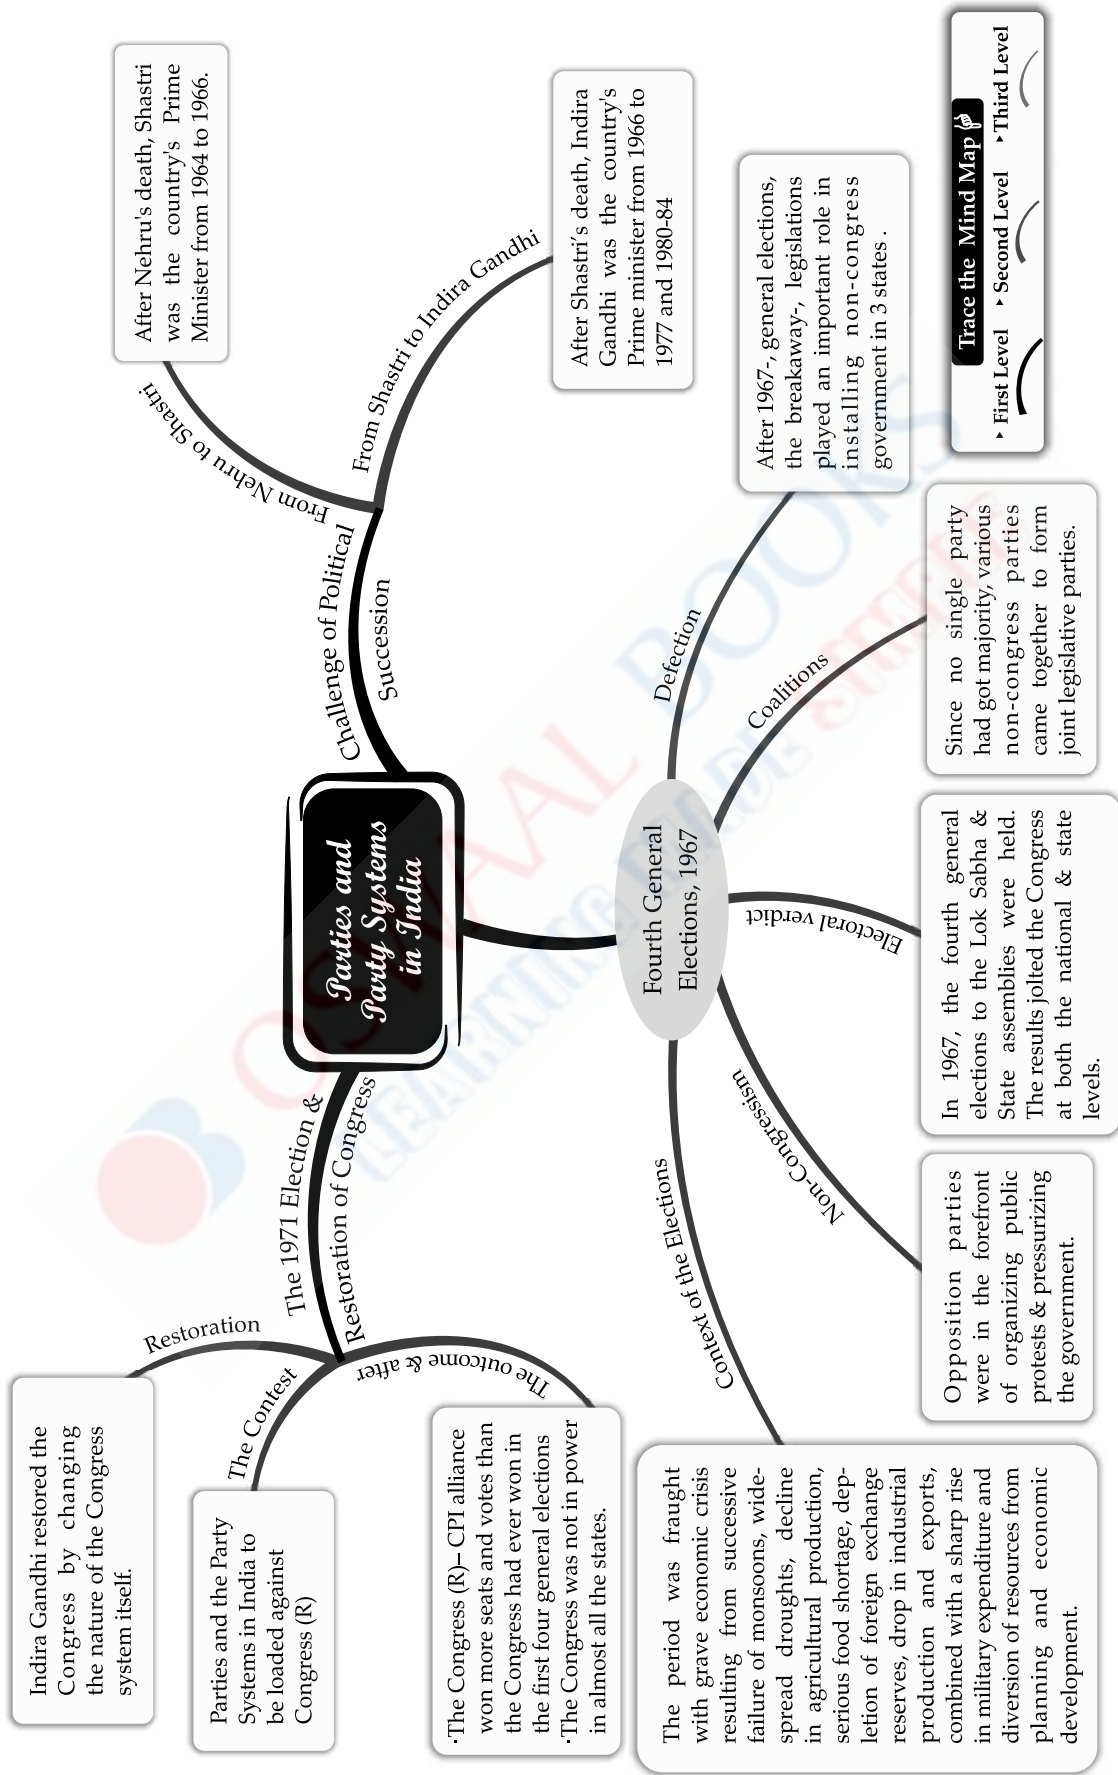 Parties and
Party Systems
in India
Challenge of Political
Succession
From Nehru to Shastri
After Nehru's death, Shastri
was the country's Prime
Minister from 1964 to 1966.
From Shastri to Indira Gandhi
After Shastri's death, Indira
Gandhi was the country's
Prime minister from 1966 to
1977 and 1980-84
Fourth General
Elections, 1967
Defection
After 1967-, general elections,
the breakaway-, legislations
played an important role in
installing non-congress
government in 3 states .
Coalitions
Since no single party
had got majority, various
non-congress parties
came together to form
joint legislative parties.
Electoral verdict
In 1967, the fourth general
elections to the Lok Sabha &
State assemblies were held.
The results jolted the Congress
at both the national & state
levels.
Non-Congressism
Opposition parties
were in the forefront
of organizing public
protests & pressurizing
the government.
Context of the Elections
The period was fraught
with grave economic crisis
resulting from successive
failure of monsoons, wide-
spread droughts, decline
in agricultural production,
serious food shortage, dep-
letion of foreign exchange
reserves, drop in industrial
production and exports,
combined with a sharp rise
in military expenditure and
diversion of resources from
planning and economic
development.
The 1971 Election &
Restoration of Congress
Restoration
Indira Gandhi restored the
Congress by changing
the nature of the Congress
system itself.
The Contest
Parties and the Party
Systems in India to
be loaded against
Congress (R)
The outcome & after
·The Congress (R)– CPI alliance
won more seats and votes than
the Congress had ever won in
the first four general elections
·The Congress was not in power
in almost all the states.
Trace the Mind Map
▸ First Level ▸ Second Level ▸ Third Level
OSWAAL BOOKS
LEARNING MADE SIMPLE